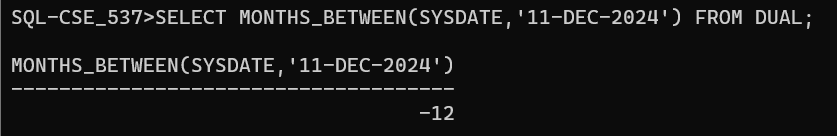 SQL-CSE_537>SELECT MONTHS_BETWEEN(SYSDATE,'11-DEC-2024') FROM DUAL;
MONTHS_BETWEEN(SYSDATE,'11-DEC-2024')
-------------------------------------
-12